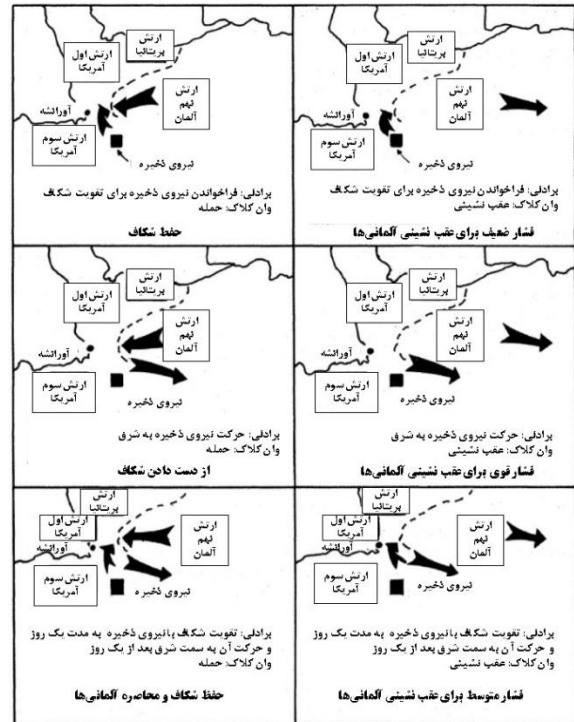 ارتش
بریتانیا
ارتش اول
آمریکا
ارتش
نهم
آلمان
آورانشه
ارتش سوم
آمریکا
نیروی ذخیره
برادلی: فراخواندن نیروی ذخیره برای تقویت شکاف
وان کلاک: عقب نشینی
فشار ضعیف برای عقب نشینی آلمانی‌ها
ارتش
بریتانیا
ارتش اول
آمریکا
ارتش
نهم
آلمان
آورانشه
ارتش سوم
آمریکا
نیروی ذخیره
برادلی: فراخواندن نیروی ذخیره برای تقویت شکاف
وان کلاک: حمله
حفظ شکاف
ارتش
بریتانیا
ارتش اول
آمریکا
ارتش
نهم
آلمان
آورانشه
ارتش سوم
آمریکا
نیروی ذخیره
برادلی: حرکت نیروی ذخیره به شرق
وان کلاک: عقب نشینی
فشار قوی برای عقب نشینی آلمانی‌ها
ارتش
بریتانیا
ارتش اول
آمریکا
ارتش
نهم
آلمان
آورانشه
ارتش سوم
آمریکا
نیروی ذخیره
برادلی: حرکت نیروی ذخیره به شرق
وان کلاک: حمله
از دست دادن شکاف
ارتش
بریتانیا
ارتش اول
آمریکا
ارتش
نهم
آلمان
آورانشه
ارتش سوم
آمریکا
نیروی ذخیره
برادلی: تقویت شکاف با نیروی ذخیره به مدت یک روز
و حرکت آن به سمت شرق بعد از یک روز
وان کلاک: عقب نشینی
فشار متوسط برای عقب نشینی آلمانی‌ها
ارتش
بریتانیا
ارتش اول
آمریکا
ارتش
نهم
آلمان
آورانشه
ارتش سوم
آمریکا
نیروی ذخیره
برادلی: تقویت شکاف با نیروی ذخیره به مدت یک روز
و حرکت آن به سمت شرق بعد از یک روز
وان کلاک: حمله
حفظ شکاف و محاصره آلمانی‌ها